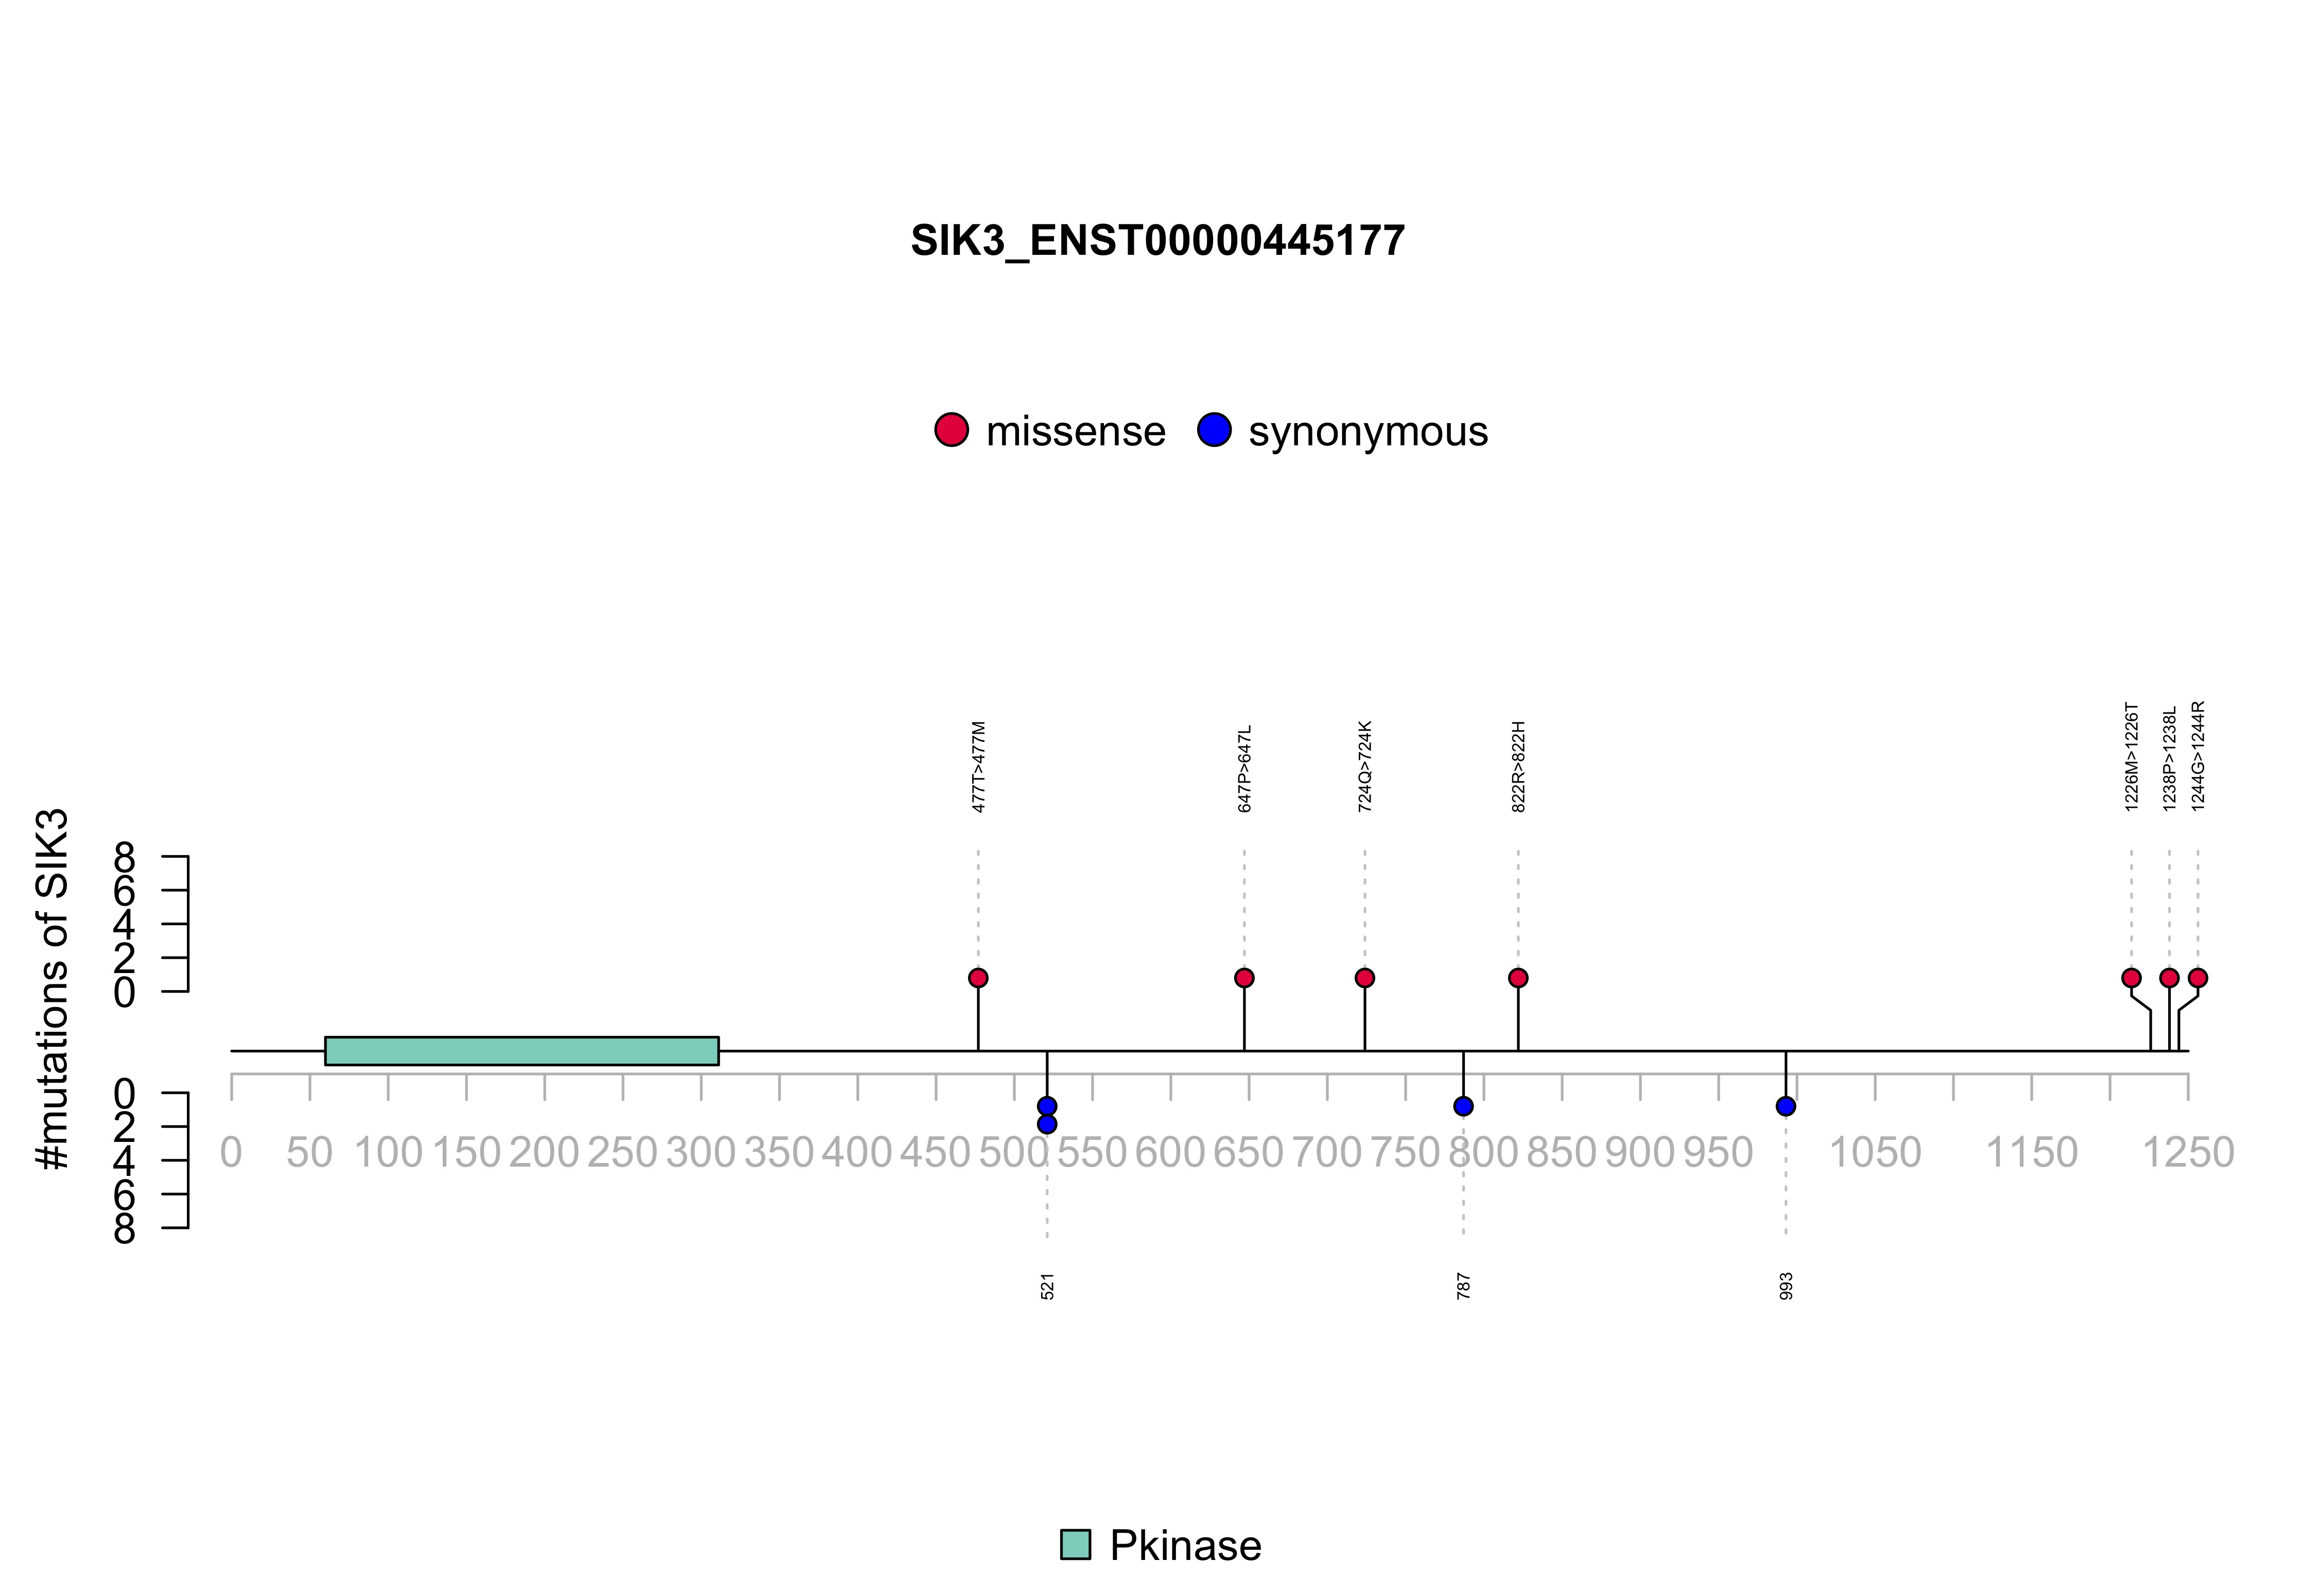 SIK3_ENST00000445177
missense synonymous
477T>477M
647P>647L
724Q>724K
822R>822H
1226M>1226T
1238P>1238L
1244G>1244R
#mutations of SIK3
8
6
4
2
0
0
2
4
6
8
0 50 100 150 200 250 300 350 400 450 500 550 600 650 700 750 800 850 900 950 1050 1150 1250
521
787
993
Pkinase